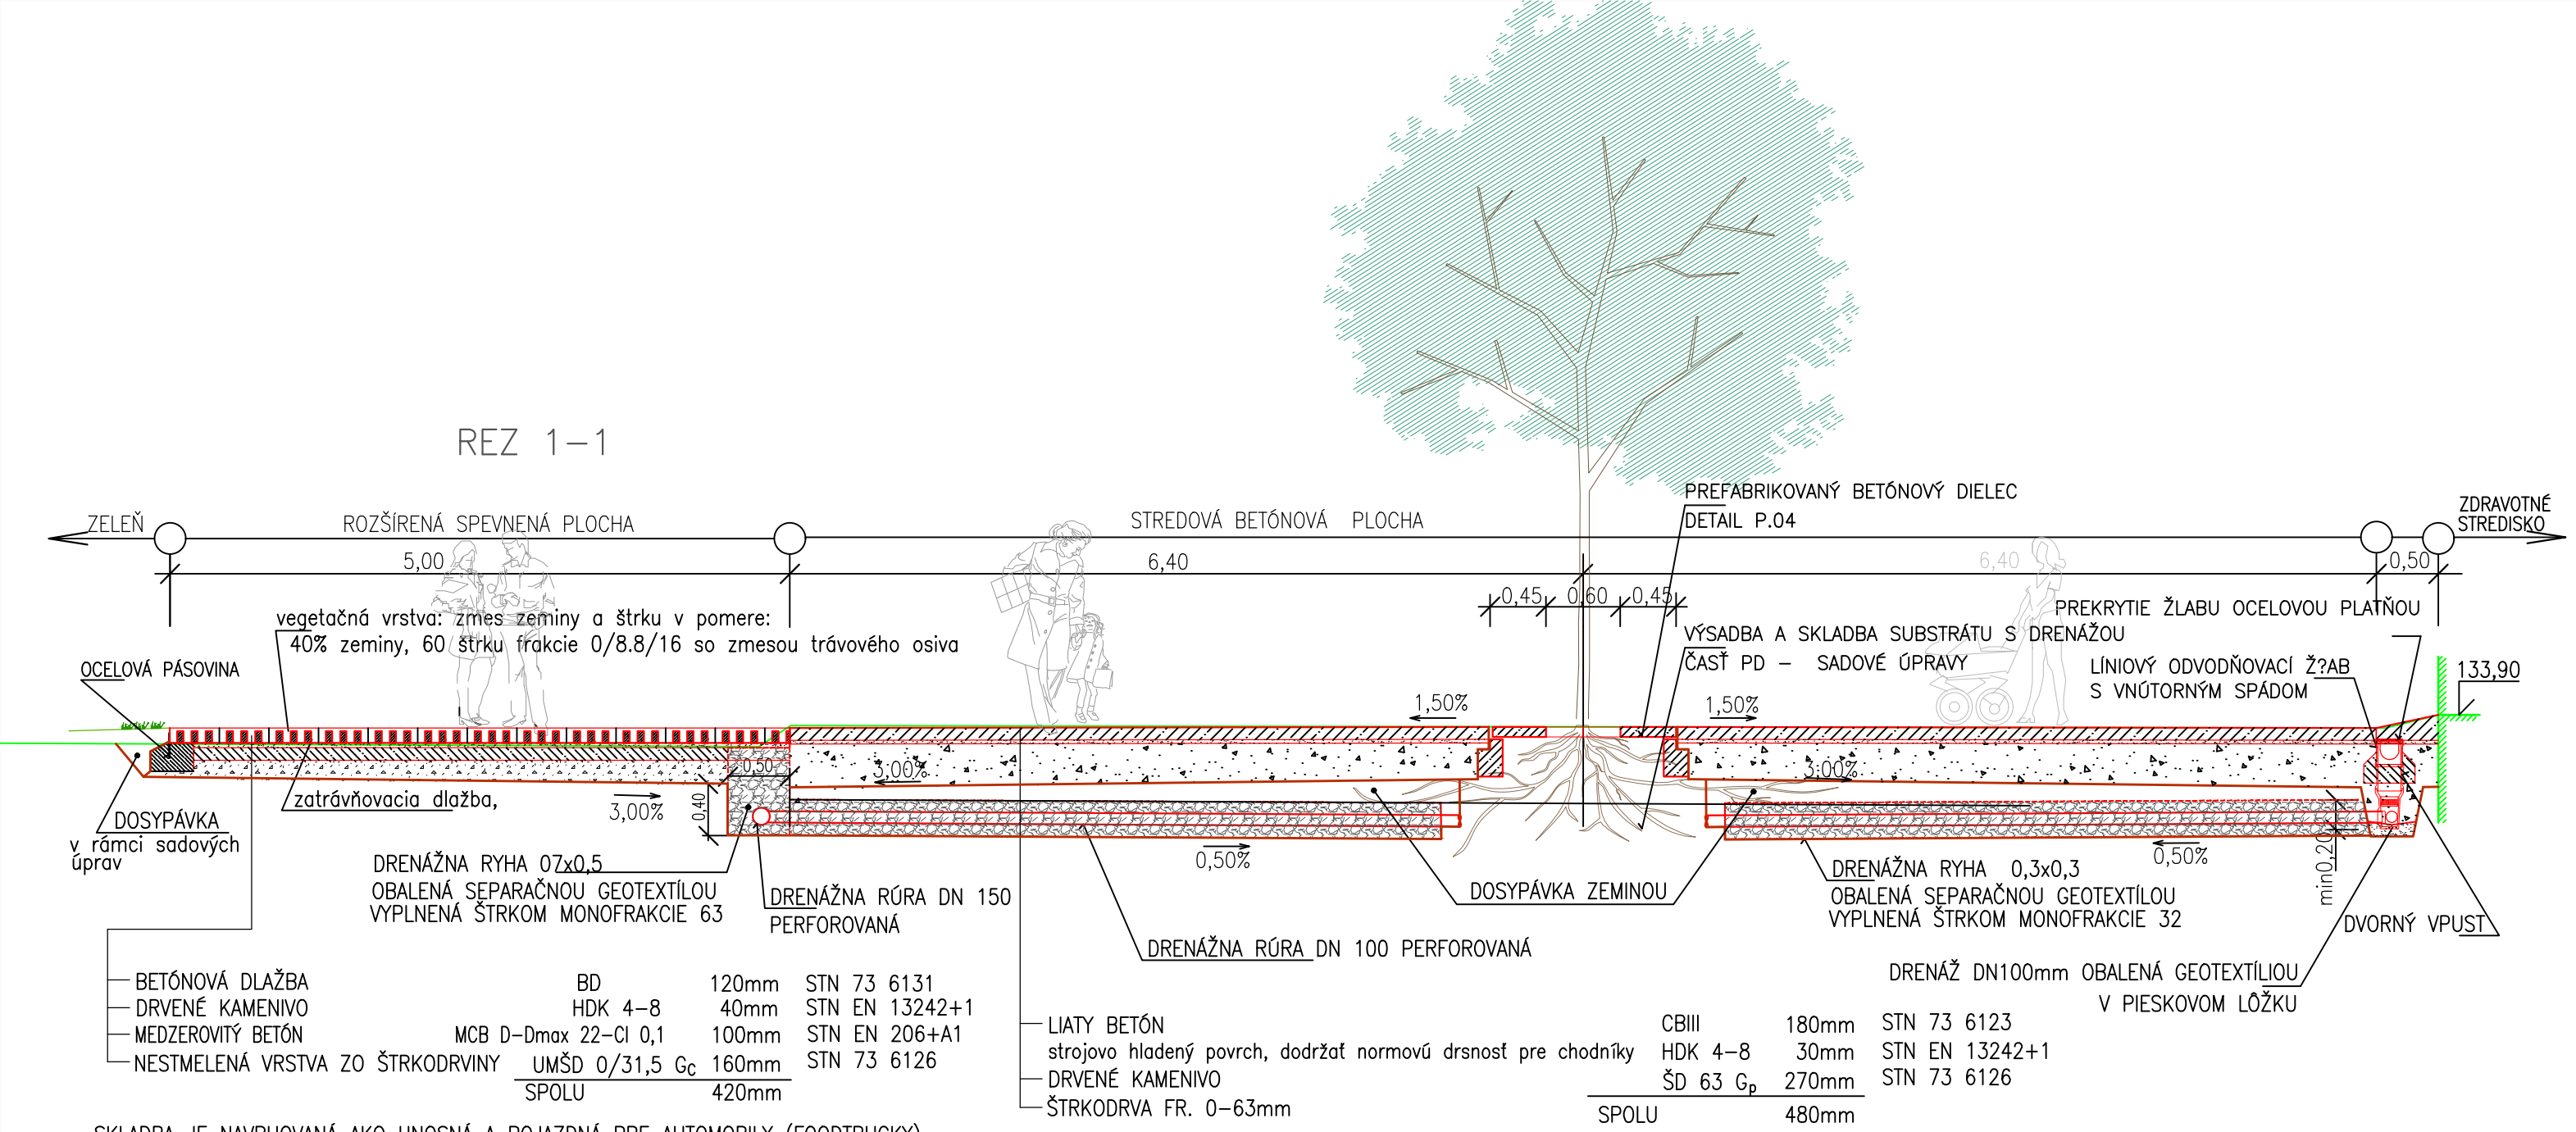 REZ 1-1
ZELEŇ
ROZŠÍRENÁ SPEVNENÁ PLOCHA
STREDOVÁ BETÓNOVÁ PLOCHA
PREFABRIKOVANÝ BETÓNOVÝ DIELEC
DETAIL P.04
ZDRAVOTNÉ
STREDISKO
5,00
6,40
6,40
0,50
0,45
0,60
0,45
vegetačná vrstva: zmes zeminy a štrku v pomere:
40% zeminy, 60 štrku frakcie 0/8.8/16 so zmesou trávového osiva
PREKRYTIE ŽLABU OCELOVOU PLATŇOU
VÝSADBA A SKLADBA SUBSTRÁTU S DRENÁŽOU
ČASŤ PD - SADOVÉ ÚPRAVY
OCELOVÁ PÁSOVINA
LÍNIOVÝ ODVODŇOVACÍ Ž?AB
S VNÚTORNÝM SPÁDOM
133,90
1,50%
1,50%
0,50
3,00%
3,00%
zatrávňovacia dlažba,
3,00%
0,40
DOSYPÁVKA
v rámci sadových
úprav
0,50%
0,50%
min0,20
DRENÁŽNA RYHA 07x0,5
OBALENÁ SEPARAČNOU GEOTEXTÍLOU
VYPLNENÁ ŠTRKOM MONOFRAKCIE 63
DRENÁŽNA RÚRA DN 150
PERFOROVANÁ
DOSYPÁVKA ZEMINOU
DRENÁŽNA RYHA 0,3x0,3
OBALENÁ SEPARAČNOU GEOTEXTÍLOU
VYPLNENÁ ŠTRKOM MONOFRAKCIE 32
DVORNÝ VPUST
DRENÁŽNA RÚRA DN 100 PERFOROVANÁ
DRENÁŽ DN100mm OBALENÁ GEOTEXTÍLIOU
V PIESKOVOM LÔŽKU
BETÓNOVÁ DLAŽBA BD 120mm STN 73 6131
DRVENÉ KAMENIVO HDK 4-8 40mm STN EN 13242+1
MEDZEROVITÝ BETÓN MCB D-Dmax 22-Cl 0,1 100mm STN EN 206+A1
NESTMELENÁ VRSTVA ZO ŠTRKODRVINY UMŠD 0/31,5 Gc 160mm STN 73 6126
SPOLU 420mm
LIATY BETÓN CBIII 180mm STN 73 6123
strojovo hladený povrch, dodržať normovú drsnosť pre chodníky HDK 4-8 30mm STN EN 13242+1
DRVENÉ KAMENIVO ŠD 63 Gp 270mm STN 73 6126
ŠTRKODRVA FR. 0-63mm
SPOLU 480mm
SKLADBA JE NAVRHOVANÁ AKO UNOSNÁ A POJAZDNÁ PRE AUTOMOBILY (FOODTRUCKY)